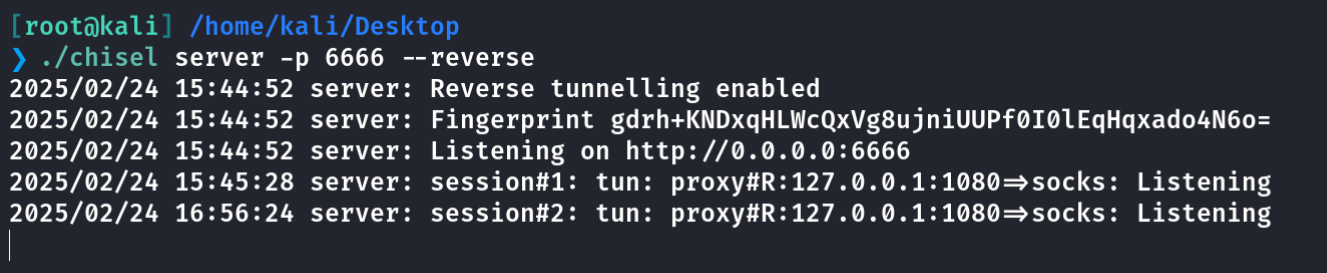 [root@kali] /home/kali/Desktop
❯ ./chisel server -p 6666 --reverse
2025/02/24 15:44:52 server: Reverse tunnelling enabled
2025/02/24 15:44:52 server: Fingerprint gdrh+KNDxqHLWcQxVg8ujniUUPf0I0lEqHqxado4N6o=
2025/02/24 15:44:52 server: Listening on http://0.0.0.0:6666
2025/02/24 15:45:28 server: session#1: tun: proxy#R:127.0.0.1:1080=>socks: Listening
2025/02/24 16:56:24 server: session#2: tun: proxy#R:127.0.0.1:1080=>socks: Listening